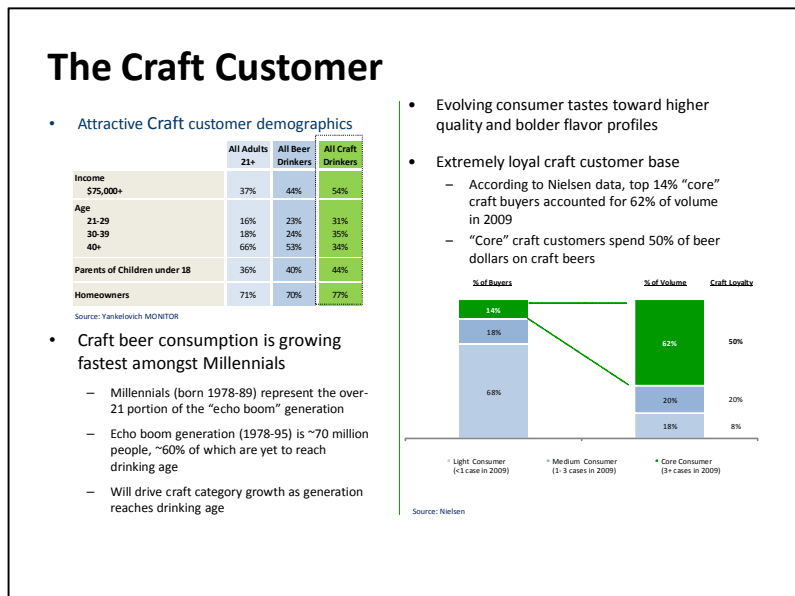 The Craft Customer
• Attractive Craft customer demographics
All Adults All Beer All Craft
21+ Drinkers Drinkers
Income
$75,000+ 37% 44% 54%
Age
21-29 16% 23% 31%
30-39 18% 24% 35%
40+ 66% 53% 34%
Parents of Children under 18 36% 40% 44%
Homeowners 71% 70% 77%
Source: Yankelovich MONITOR
• Craft beer consumption is growing
fastest amongst Millennials
– Millennials (born 1978-89) represent the over-
21 portion of the “echo boom” generation
– Echo boom generation (1978-95) is ~70 million
people, ~60% of which are yet to reach
drinking age
– Will drive craft category growth as generation
reaches drinking age
• Evolving consumer tastes toward higher
quality and bolder flavor profiles
• Extremely loyal craft customer base
– According to Nielsen data, top 14% “core”
craft buyers accounted for 62% of volume
in 2009
– “Core” craft customers spend 50% of beer
dollars on craft beers
% of Buyers % of Volume Craft Loyalty
14%
18%
68%
62% 50%
20% 20%
18% 8%
Light Consumer
(<1 case in 2009)
Medium Consumer
(1- 3 cases in 2009)
Core Consumer
(3+ cases in 2009)
Source: Nielsen